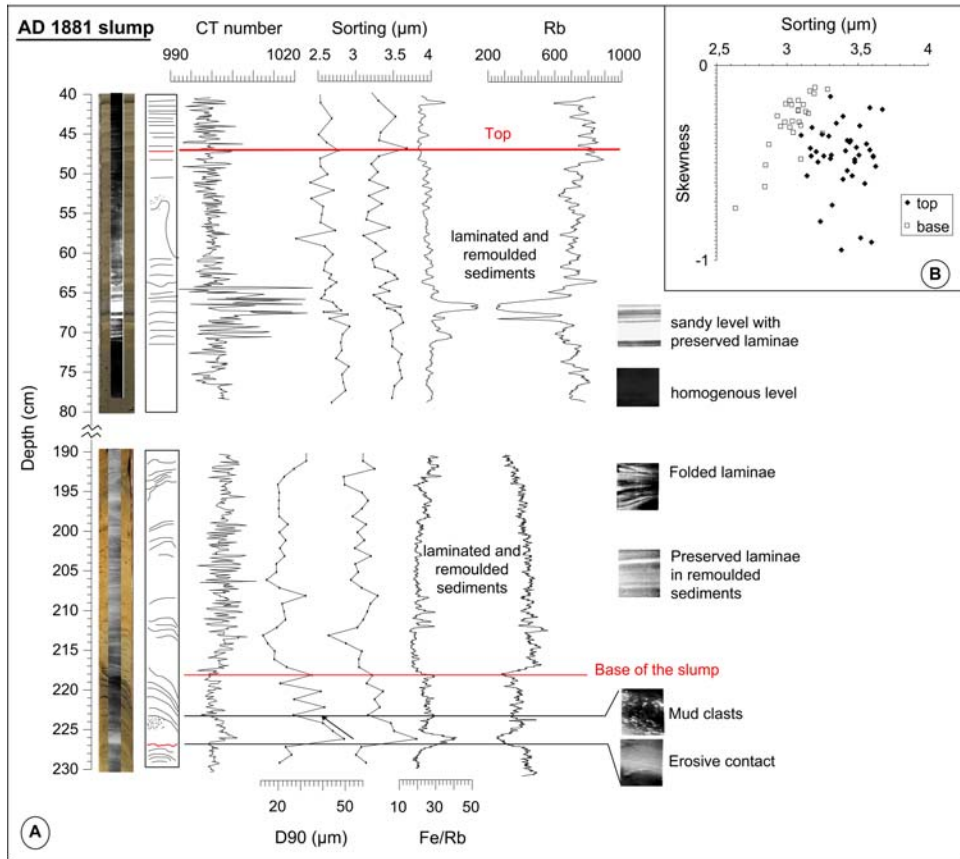 AD 1881 slump
CT number
Sorting (µm)
Rb
990
1020
2.5
3
3.5
4
200
600
1000
Depth (cm)
40
45
50
55
60
65
70
75
80
190
195
200
205
210
215
220
225
230
Top
laminated and
remoulded
sediments
laminated and
remoulded
sediments
Base of the slump
20
50
D90 (µm)
10
30
50
Fe/Rb
A
Sorting (µm)
2,5
3
3,5
4
0
Skewness
-1
top
base
B
sandy level with
preserved laminae
homogenous level
Folded laminae
Preserved laminae
in remoulded
sediments
Mud clasts
Erosive contact